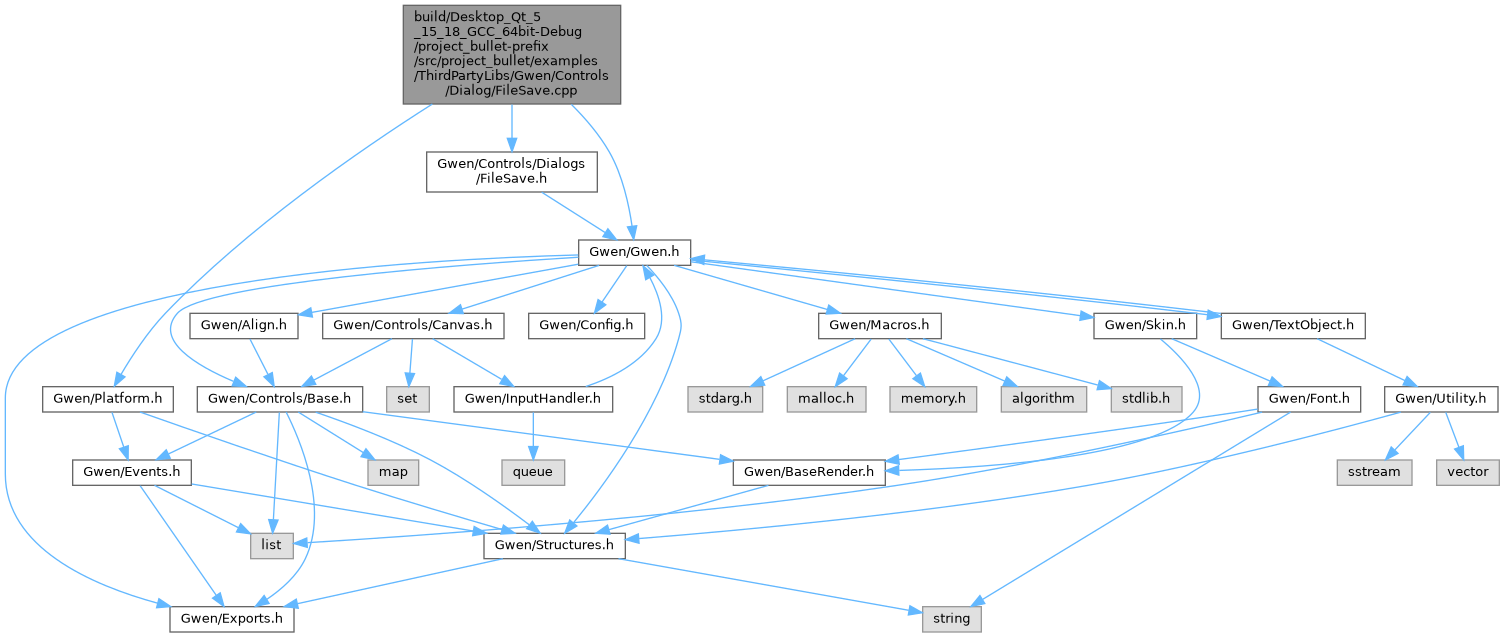 build/Desktop_Qt_5
_15_18_GCC_64bit-Debug
/project_bullet-prefix
/src/project_bullet/examples
/ThirdPartyLibs/Gwen/Controls
/Dialog/FileSave.cpp
Gwen/Controls/Dialogs
/FileSave.h
Gwen/Gwen.h
Gwen/Align.h
Gwen/Controls/Canvas.h
Gwen/Config.h
Gwen/Macros.h
Gwen/Skin.h
Gwen/TextObject.h
Gwen/Platform.h
Gwen/Controls/Base.h
set
Gwen/InputHandler.h
stdarg.h
malloc.h
memory.h
algorithm
stdlib.h
Gwen/Font.h
Gwen/Utility.h
Gwen/Events.h
map
queue
Gwen/BaseRender.h
sstream
vector
list
Gwen/Structures.h
Gwen/Exports.h
string